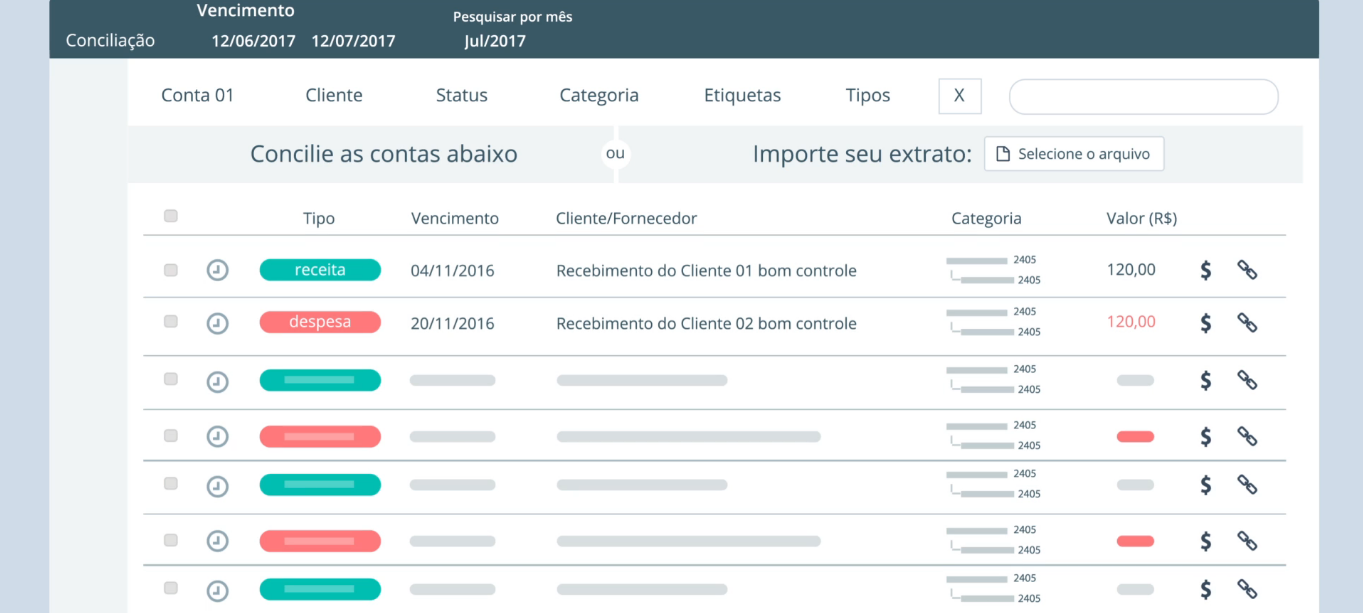 Vencimento
Pesquisar por mês
Conciliação 12/06/2017 12/07/2017 Jul/2017
Conta 01 Cliente Status Categoria Etiquetas Tipos X
Concilie as contas abaixo ou Importe seu extrato: Selecione o arquivo
Tipo Vencimento Cliente/Fornecedor Categoria Valor (R$)
2405
receita 04/11/2016 Recebimento do Cliente 01 bom controle 120,00 $
2405
2405
despesa 20/11/2016 Recebimento do Cliente 02 bom controle 120,00 $
2405
2405
$
2405
2405
$
2405
2405
$
2405
2405
$
2405
2405
$
2405